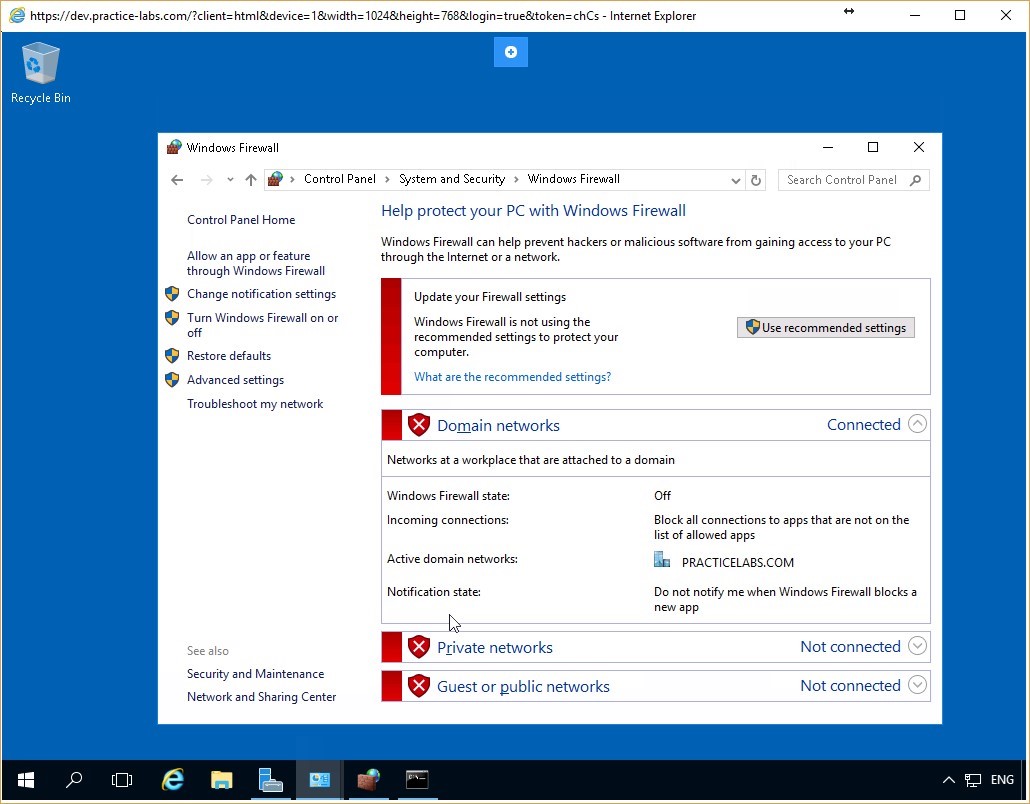 https://dev.practice-labs.com/?client=html&device=1&width=1024&height=768&login=true&token=chCs - Internet Explorer
Recycle Bin
Windows Firewall
Control Panel
System and Security
Windows Firewall
Search Control Panel
Control Panel Home
Allow an app or feature
through Windows Firewall
Change notification settings
Turn Windows Firewall on or
off
Restore defaults
Advanced settings
Troubleshoot my network
See also
Security and Maintenance
Network and Sharing Center
Help protect your PC with Windows Firewall
Windows Firewall can help prevent hackers or malicious software from gaining access to your PC
through the Internet or a network.
Update your Firewall settings
Windows Firewall is not using the
recommended settings to protect your
computer.
What are the recommended settings?
Use recommended settings
Domain networks Connected
Networks at a workplace that are attached to a domain
Windows Firewall state: Off
Incoming connections: Block all connections to apps that are not on the
list of allowed apps
Active domain networks: PRACTICELABS.COM
Notification state: Do not notify me when Windows Firewall blocks a
new app
Private networks Not connected
Guest or public networks Not connected
ENG